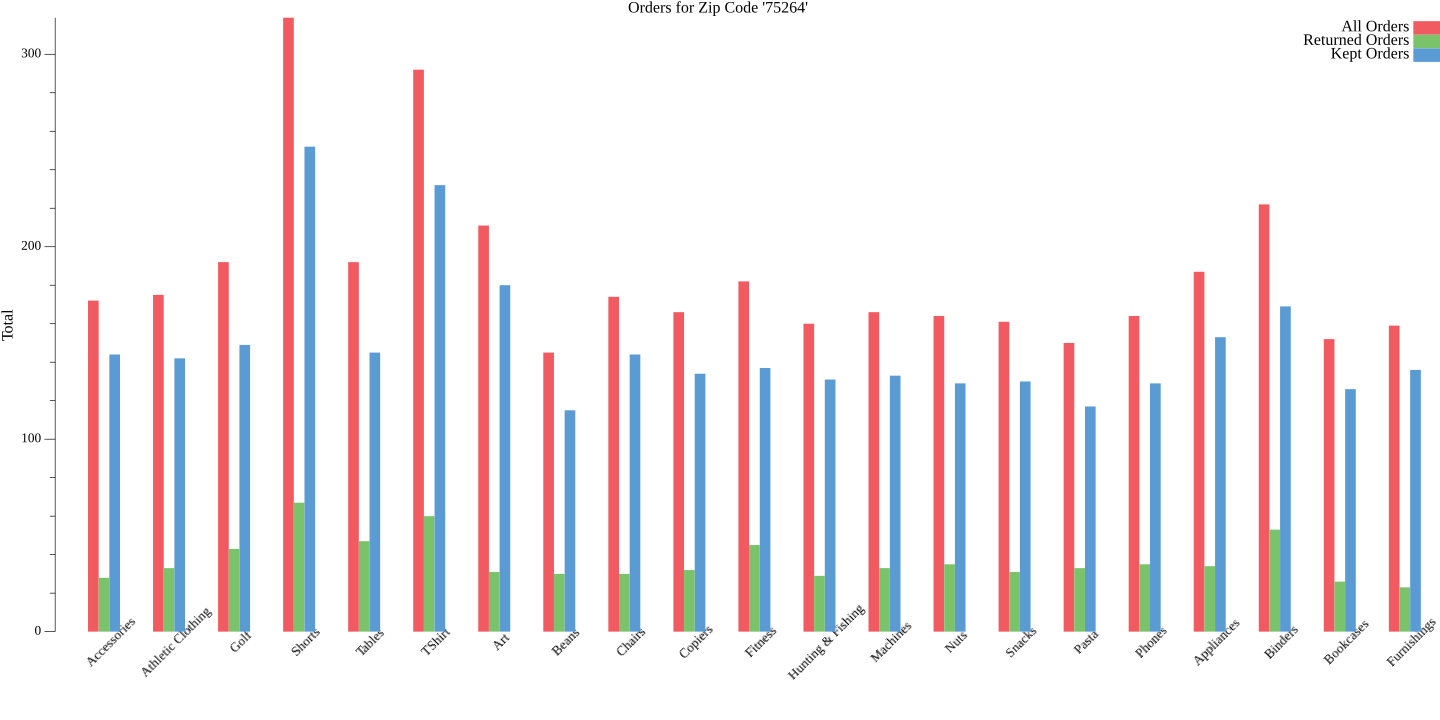 Orders for Zip Code '75264'
All Orders
Returned Orders
Kept Orders
300
200
100
0
Total
Accessories
Athletic Clothing
Golf
Shorts
Tables
TShirt
Art
Beans
Chairs
Copiers
Fitness
Hunting & Fishing
Machines
Nuts
Snacks
Pasta
Phones
Appliances
Binders
Bookcases
Furnishings